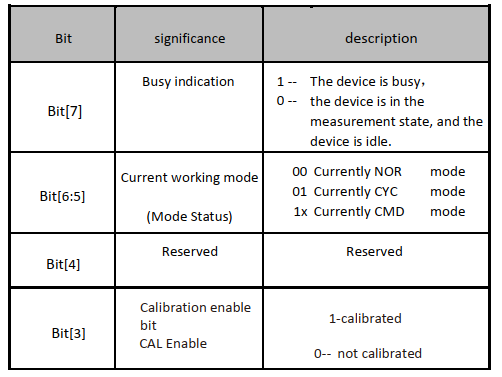 Bit significance description
Bit[7] Busy indication 1 -- The device is busy，
0 -- the device is in the
measurement state, and the
device is idle.
Bit[6:5] Current working mode
(Mode Status)
00 Currently NOR mode
01 Currently CYC mode
1x Currently CMD mode
Bit[4] Reserved Reserved
Bit[3] Calibration enable
bit
CAL Enable
1-calibrated
0-- not calibrated